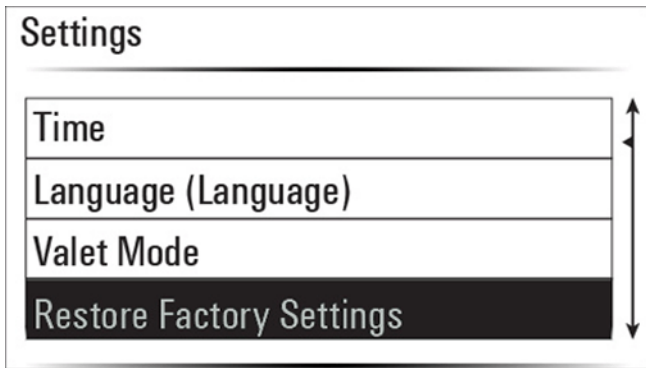 Settings
Time
Language (Language)
Valet Mode
Restore Factory Settings